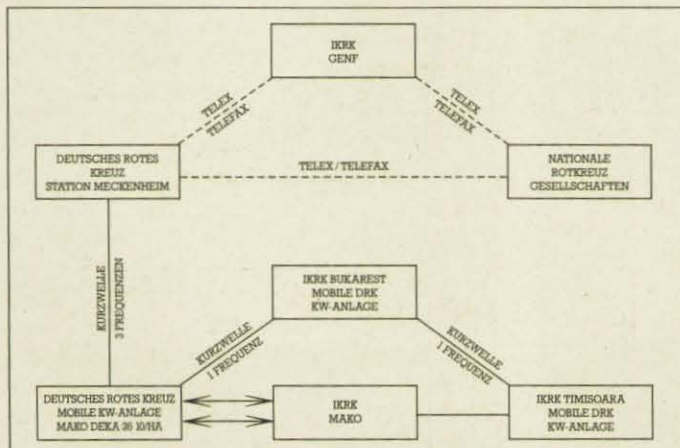 IKRK
GENF
TELEX
TELEFAX
TELEX
TELEFAX
DEUTSCHES ROTES
KREUZ
STATION MECKENHEIM
TELEX / TELEFAX
NATIONALE
ROTKREUZ
GESELLSCHAFTEN
KURZWELLE
3 FREQUENZEN
IKRK BUKAREST
MOBILE DRK
KW-ANLAGE
KURZWELLE
1 FREQUENZ
KURZWELLE
1 FREQUENZ
DEUTSCHES ROTES KREUZ
MOBILE KW-ANLAGE
MAKO DEKA 36 10/HA
IKRK
MAKO
IKRK TIMISOARA
MOBILE DRK
KW-ANLAGE